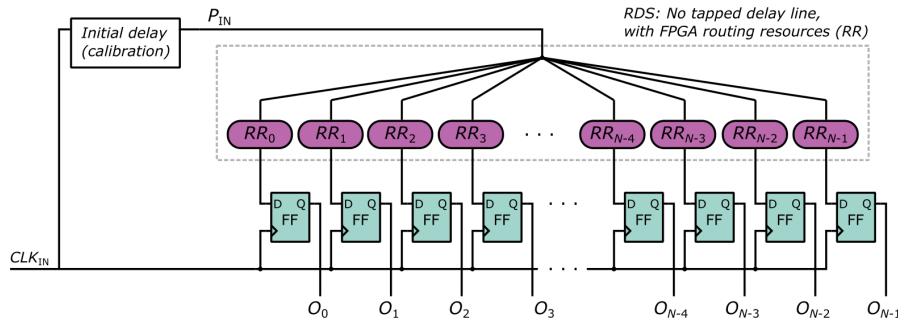 Initial delay
(calibration)
P_IN
RDS: No tapped delay line,
with FPGA routing resources (RR)
RR_0 RR_1 RR_2 RR_3 · · · RR_N-4 RR_N-3 RR_N-2 RR_N-1
D Q D Q D Q D Q · · · D Q D Q D Q D Q
FF FF FF FF FF FF FF FF
CLK_IN · · ·
O_0 O_1 O_2 O_3 O_N-4 O_N-3 O_N-2 O_N-1